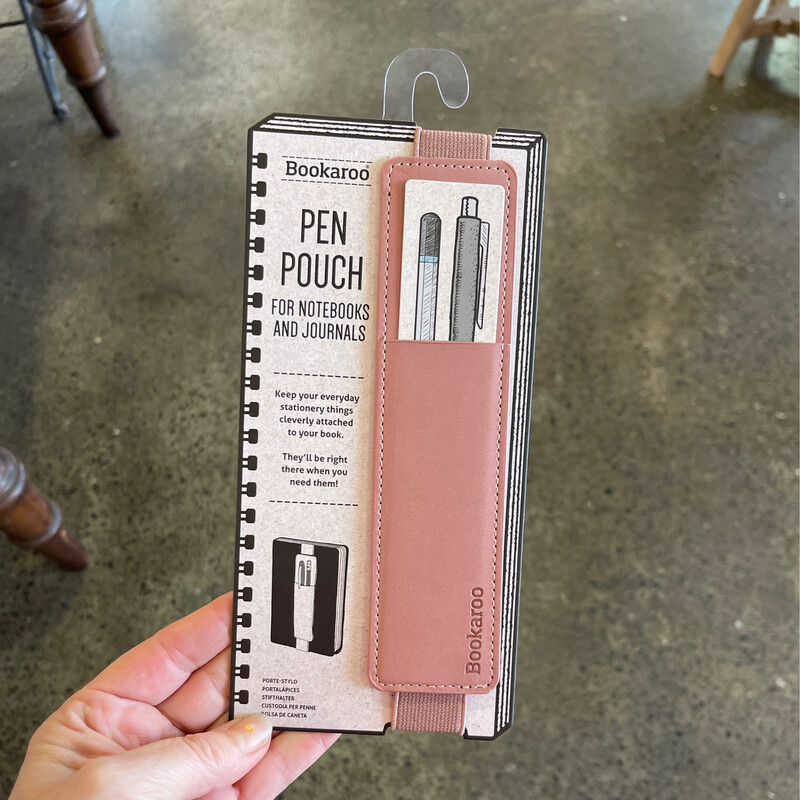 Bookaroo®
PEN
POUCH
FOR NOTEBOOKS
AND JOURNALS
Keep your everyday
stationery things
cleverly attached
to your book.
They'll be right
there when you
need them!
PORTE-STYLO
PORTALÁPICES
STIFTHALTER
CUSTODIA PER PENNE
BOLSA DE CANETA
Bookaroo